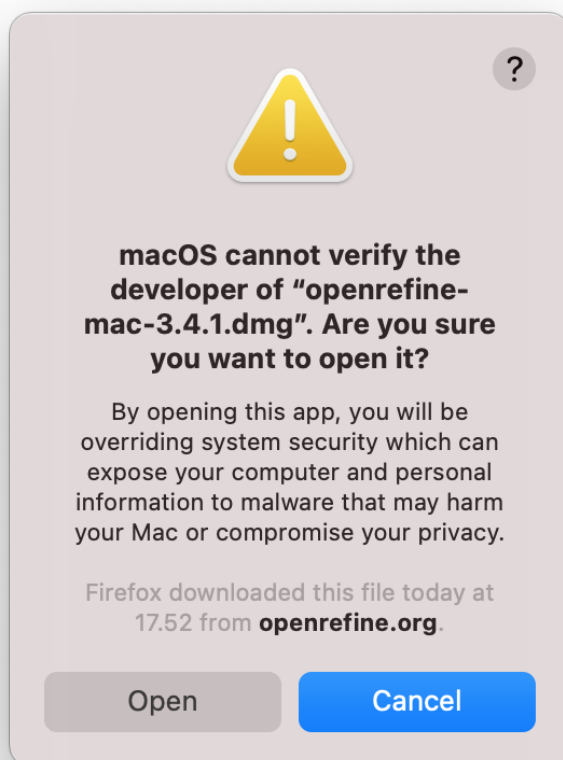 ?
macOS cannot verify the
developer of “openrefine-
mac-3.4.1.dmg”. Are you sure
you want to open it?
By opening this app, you will be
overriding system security which can
expose your computer and personal
information to malware that may harm
your Mac or compromise your privacy.
Firefox downloaded this file today at
17.52 from openrefine.org.
Open
Cancel